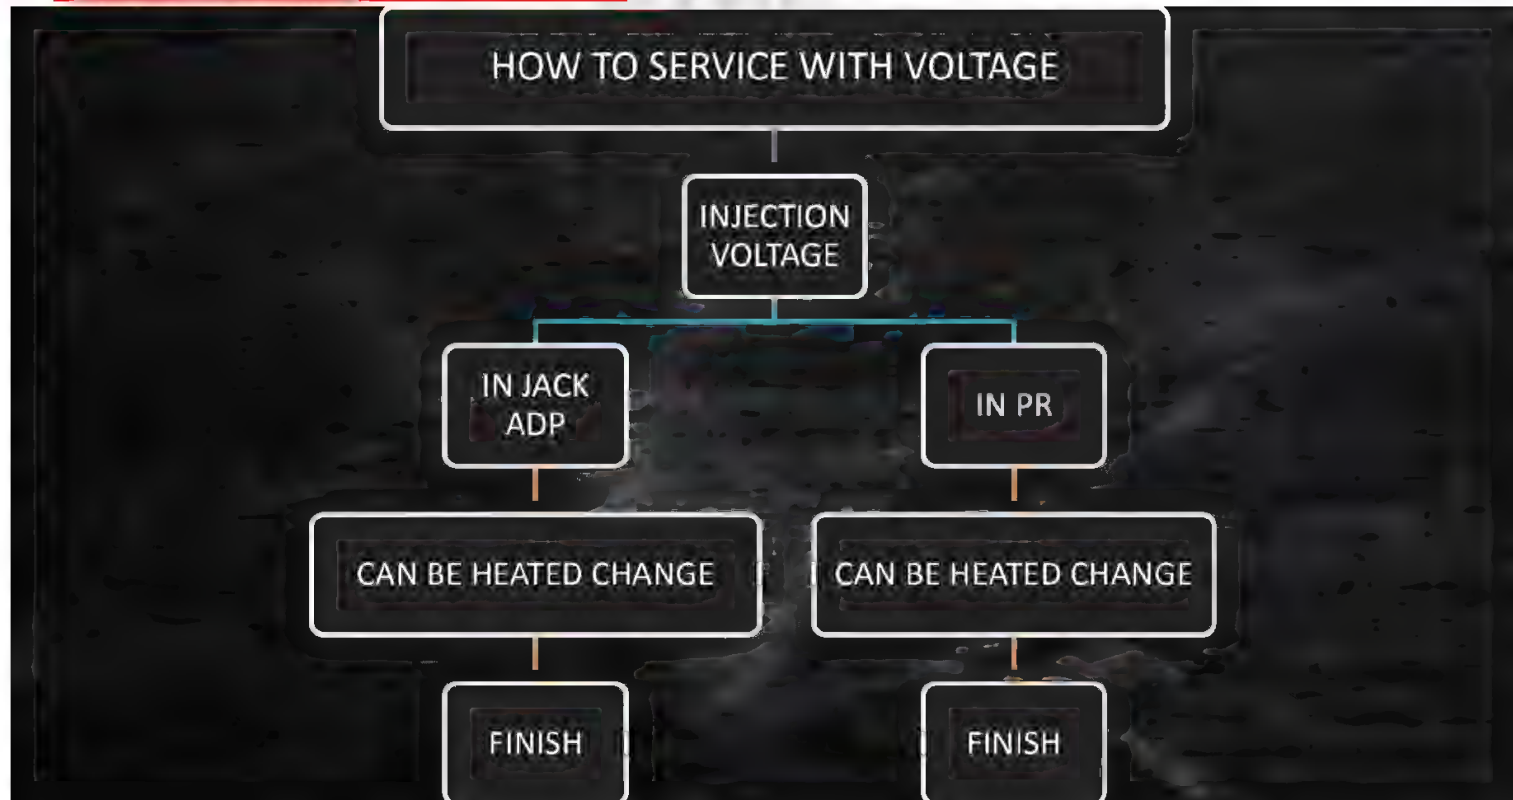 HOW TO SERVICE WITH VOLTAGE
INJECTION
VOLTAGE
IN JACK
ADP
IN PR
CAN BE HEATED CHANGE
CAN BE HEATED CHANGE
FINISH
FINISH